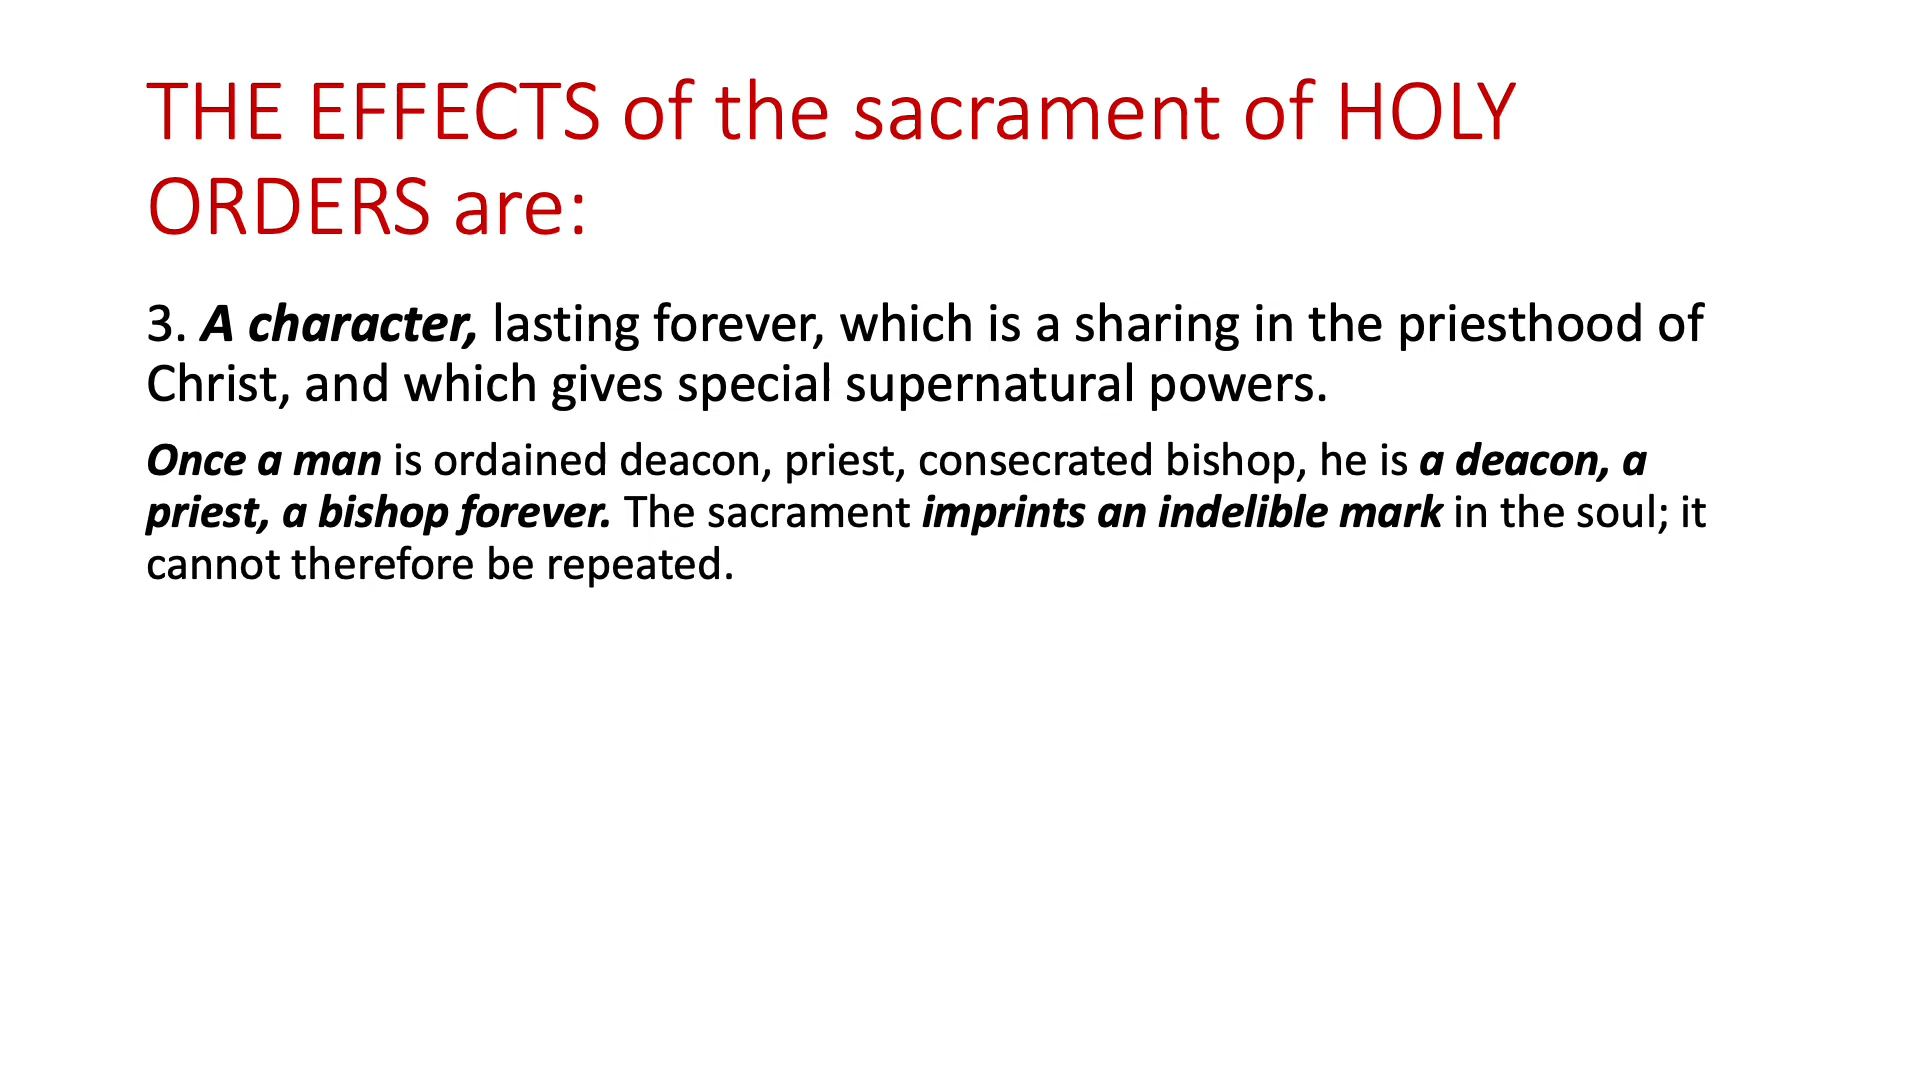 THE EFFECTS of the sacrament of HOLY
ORDERS are:
3. A character, lasting forever, which is a sharing in the priesthood of
Christ, and which gives special supernatural powers.
Once a man is ordained deacon, priest, consecrated bishop, he is a deacon, a
priest, a bishop forever. The sacrament imprints an indelible mark in the soul; it
cannot therefore be repeated.